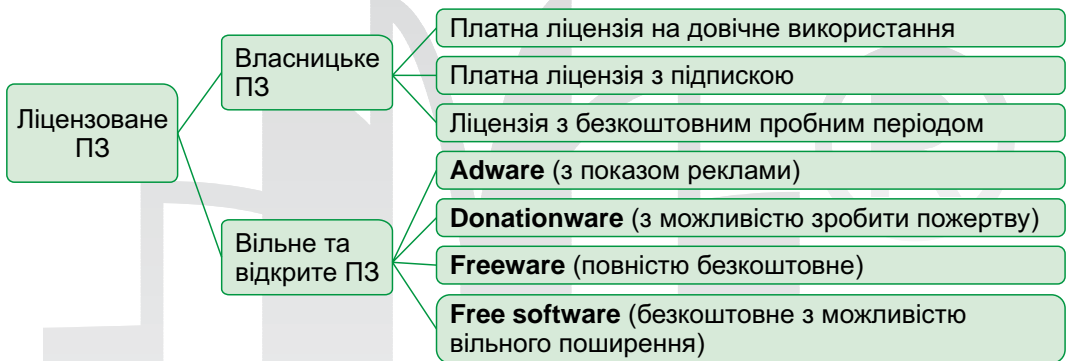 Ліцензоване
ПЗ
Власницьке
ПЗ
Платна ліцензія на довічне використання
Платна ліцензія з підпискою
Ліцензія з безкоштовним пробним періодом
Вільне та
відкрите ПЗ
Adware (з показом реклами)
Donationware (з можливістю зробити пожертву)
Freeware (повністю безкоштовне)
Free software (безкоштовне з можливістю
вільного поширення)